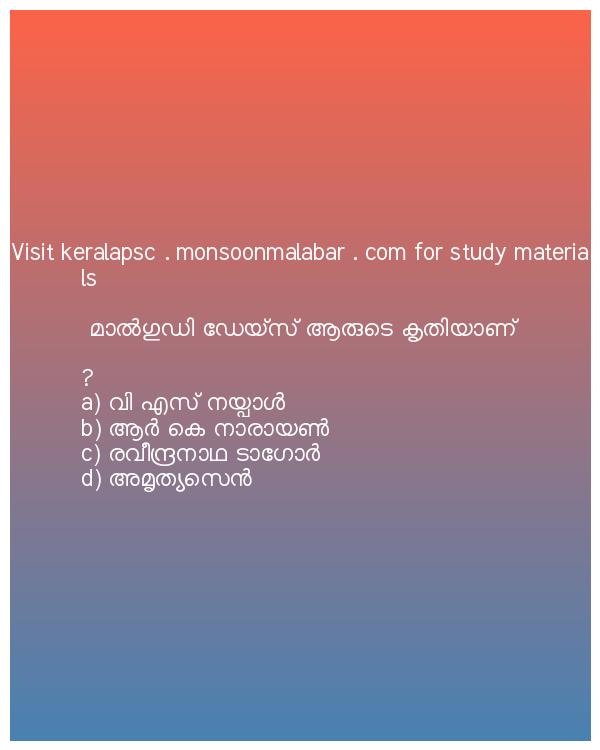 Visit keralapsc . monsoonmalabar . com for study materia
ls
മാൽഗുഡി ഡേയ്സ് ആരുടെ കൃതിയാണ്
?
a) വി എസ് നയ്പാൾ
b) ആർ കെ നാരായൺ
c) രവീന്ദ്രനാഥ ടാഗോർ
d) അമൃത്യസെൻ